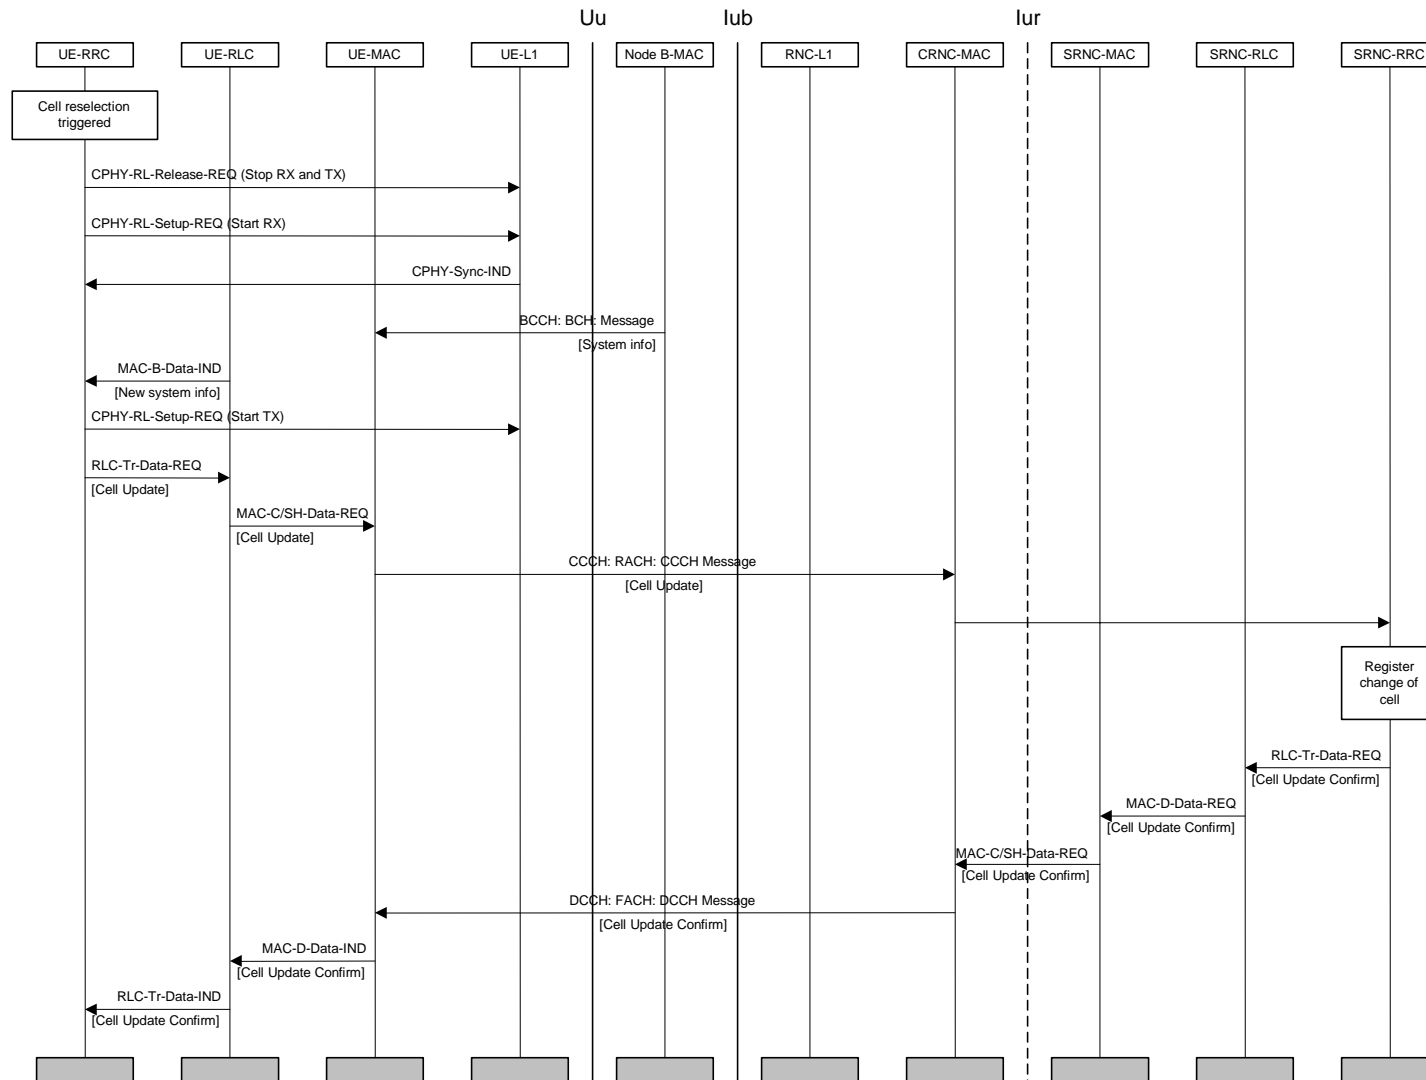 Uu
Iub
Iur
UE-RRC
UE-RLC
UE-MAC
UE-L1
Node B-MAC
RNC-L1
CRNC-MAC
SRNC-MAC
SRNC-RLC
SRNC-RRC
Cell reselection
triggered
CPHY-RL-Release-REQ (Stop RX and TX)
CPHY-RL-Setup-REQ (Start RX)
CPHY-Sync-IND
BCCH: BCH: Message
[System info]
MAC-B-Data-IND
[New system info]
CPHY-RL-Setup-REQ (Start TX)
RLC-Tr-Data-REQ
[Cell Update]
MAC-C/SH-Data-REQ
[Cell Update]
CCCH: RACH: CCCH Message
[Cell Update]
Register
change of
cell
RLC-Tr-Data-REQ
[Cell Update Confirm]
MAC-D-Data-REQ
[Cell Update Confirm]
MAC-C/SH-Data-REQ
[Cell Update Confirm]
DCCH: FACH: DCCH Message
[Cell Update Confirm]
MAC-D-Data-IND
[Cell Update Confirm]
RLC-Tr-Data-IND
[Cell Update Confirm]